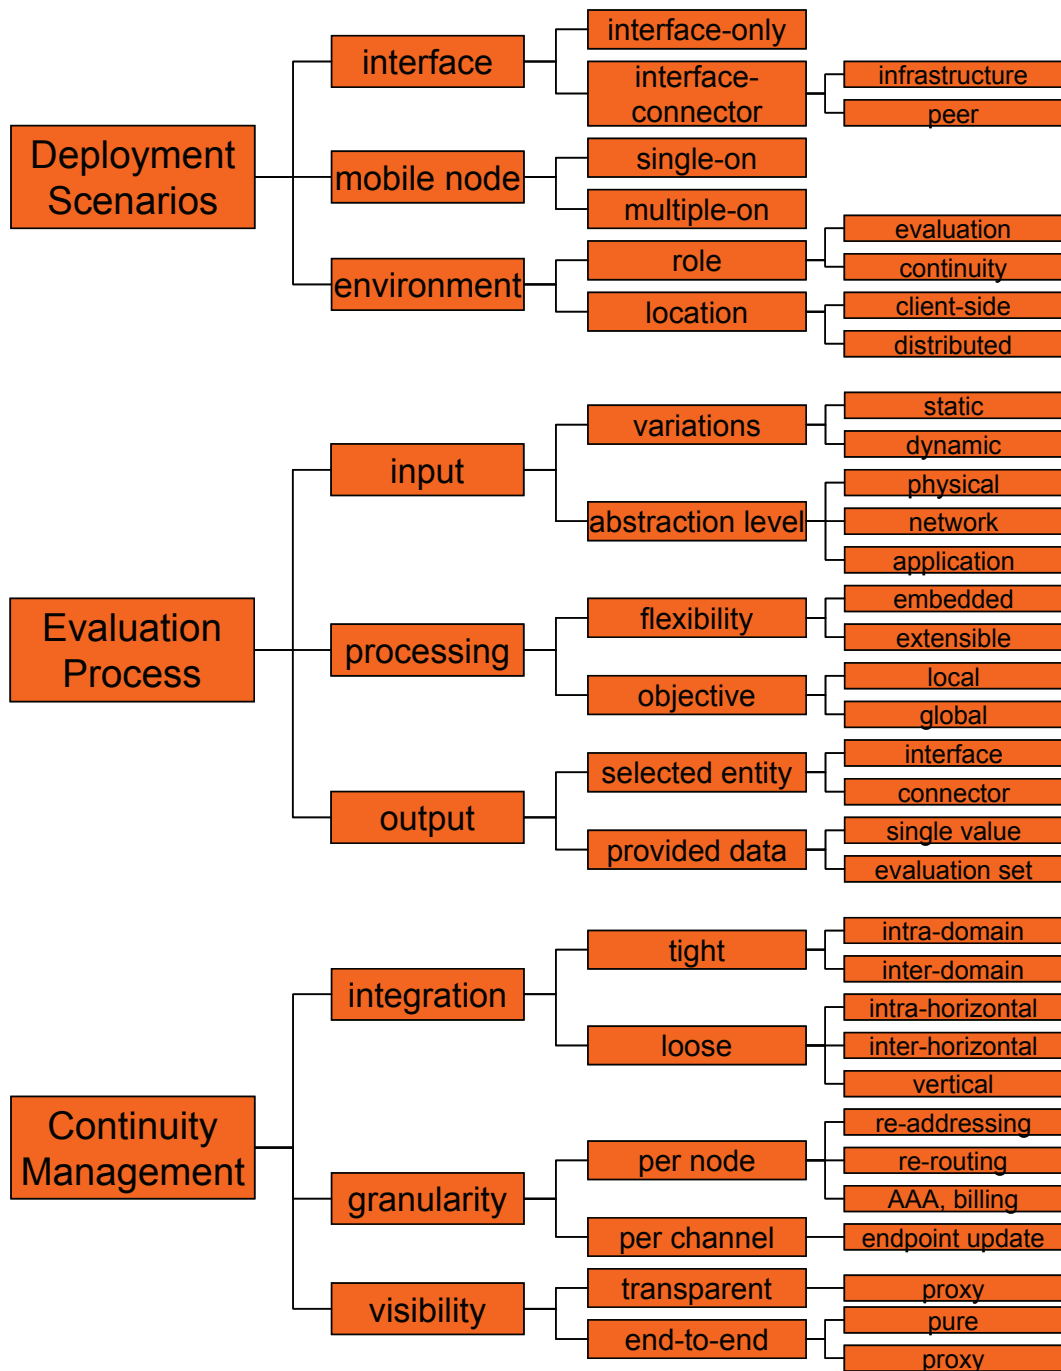 Deployment
Scenarios
interface
interface-only
interface-
connector
infrastructure
peer
mobile node
single-on
multiple-on
environment
role
evaluation
continuity
location
client-side
distributed
Evaluation
Process
input
variations
static
dynamic
abstraction level
physical
network
application
processing
flexibility
embedded
extensible
objective
local
global
output
selected entity
interface
connector
provided data
single value
evaluation set
Continuity
Management
integration
tight
intra-domain
inter-domain
loose
intra-horizontal
inter-horizontal
vertical
granularity
per node
re-addressing
re-routing
AAA, billing
per channel
endpoint update
visibility
transparent
proxy
end-to-end
pure
proxy